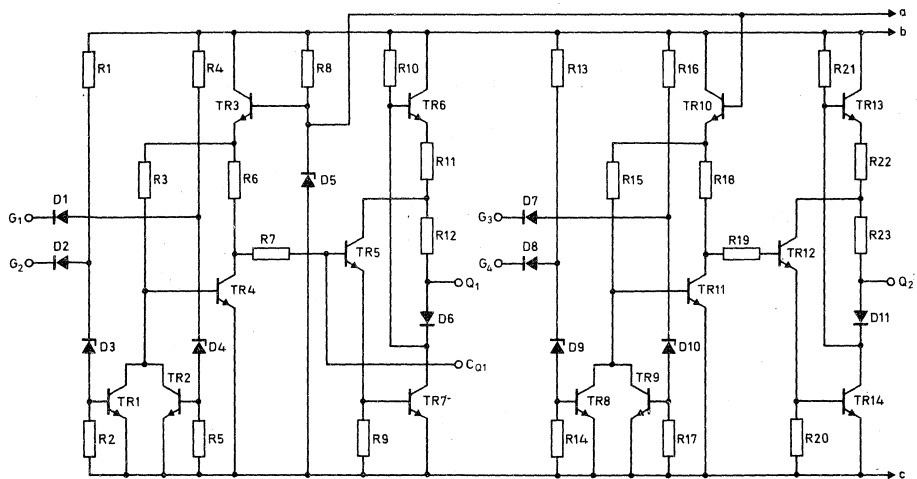 a
b
R1
R4
R8
R10
R13
R16
R21
TR3
TR6
TR10
TR13
R3
R6
D5
R11
R15
R18
R22
D1
G1
D7
G3
D2
G2
R7
TR5
R12
D8
G4
R19
TR12
R23
TR4
Q1
TR11
Q2
D6
D11
D3
D4
CQ1
D9
D10
TR1
TR2
TR7
TR8
TR9
TR14
R2
R5
R9
R14
R17
R20
c